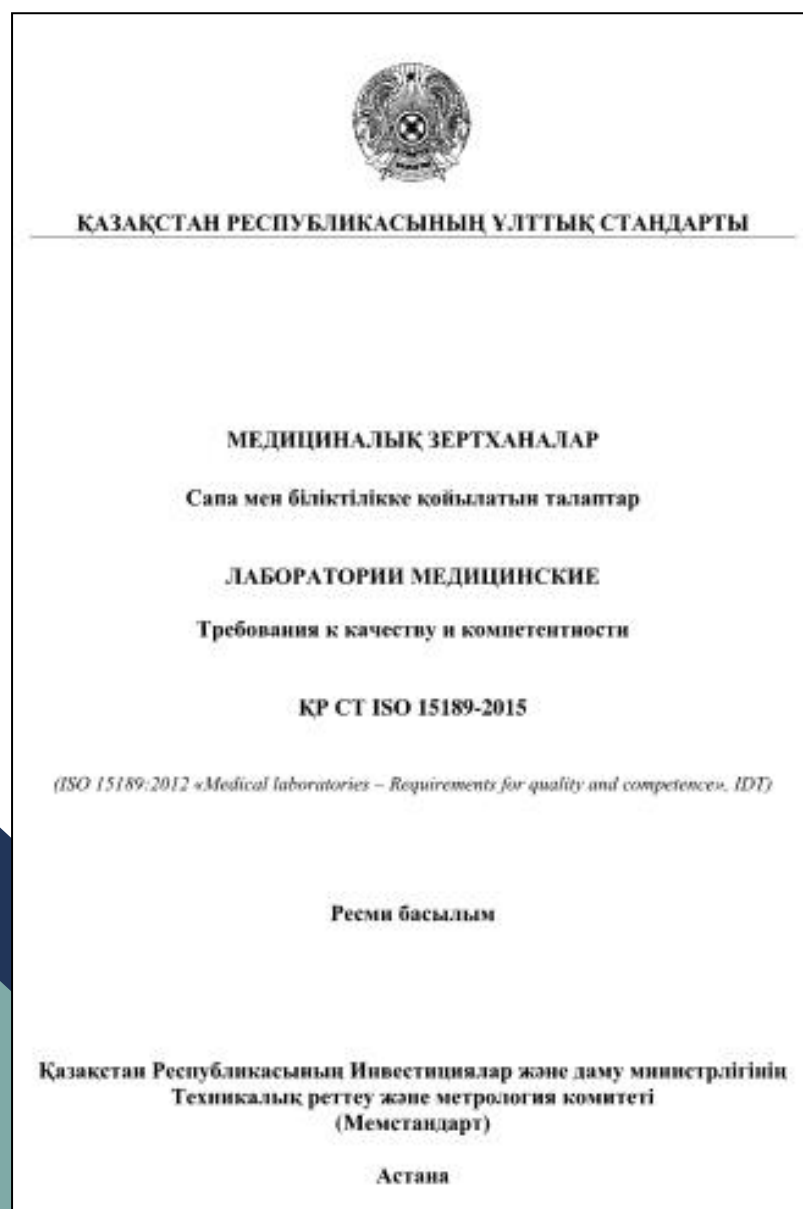 ҚАЗАҚСТАН РЕСПУБЛИКАСЫНЫҢ ҰЛТТЫҚ СТАНДАРТЫ
МЕДИЦИНАЛЫҚ ЗЕРТХАНАЛАР
Сапа мен біліктілікке қойылатын талаптар
ЛАБОРАТОРИИ МЕДИЦИНСКИЕ
Требования к качеству и компетентности
ҚР СТ ISO 15189-2015
(ISO 15189:2012 «Medical laboratories – Requirements for quality and competence», IDT)
Ресми басылым
Қазақстан Республикасының Инвестициялар және даму министрлігінің
Техникалық реттеу және метрология комитеті
(Мемстандарт)
Астана